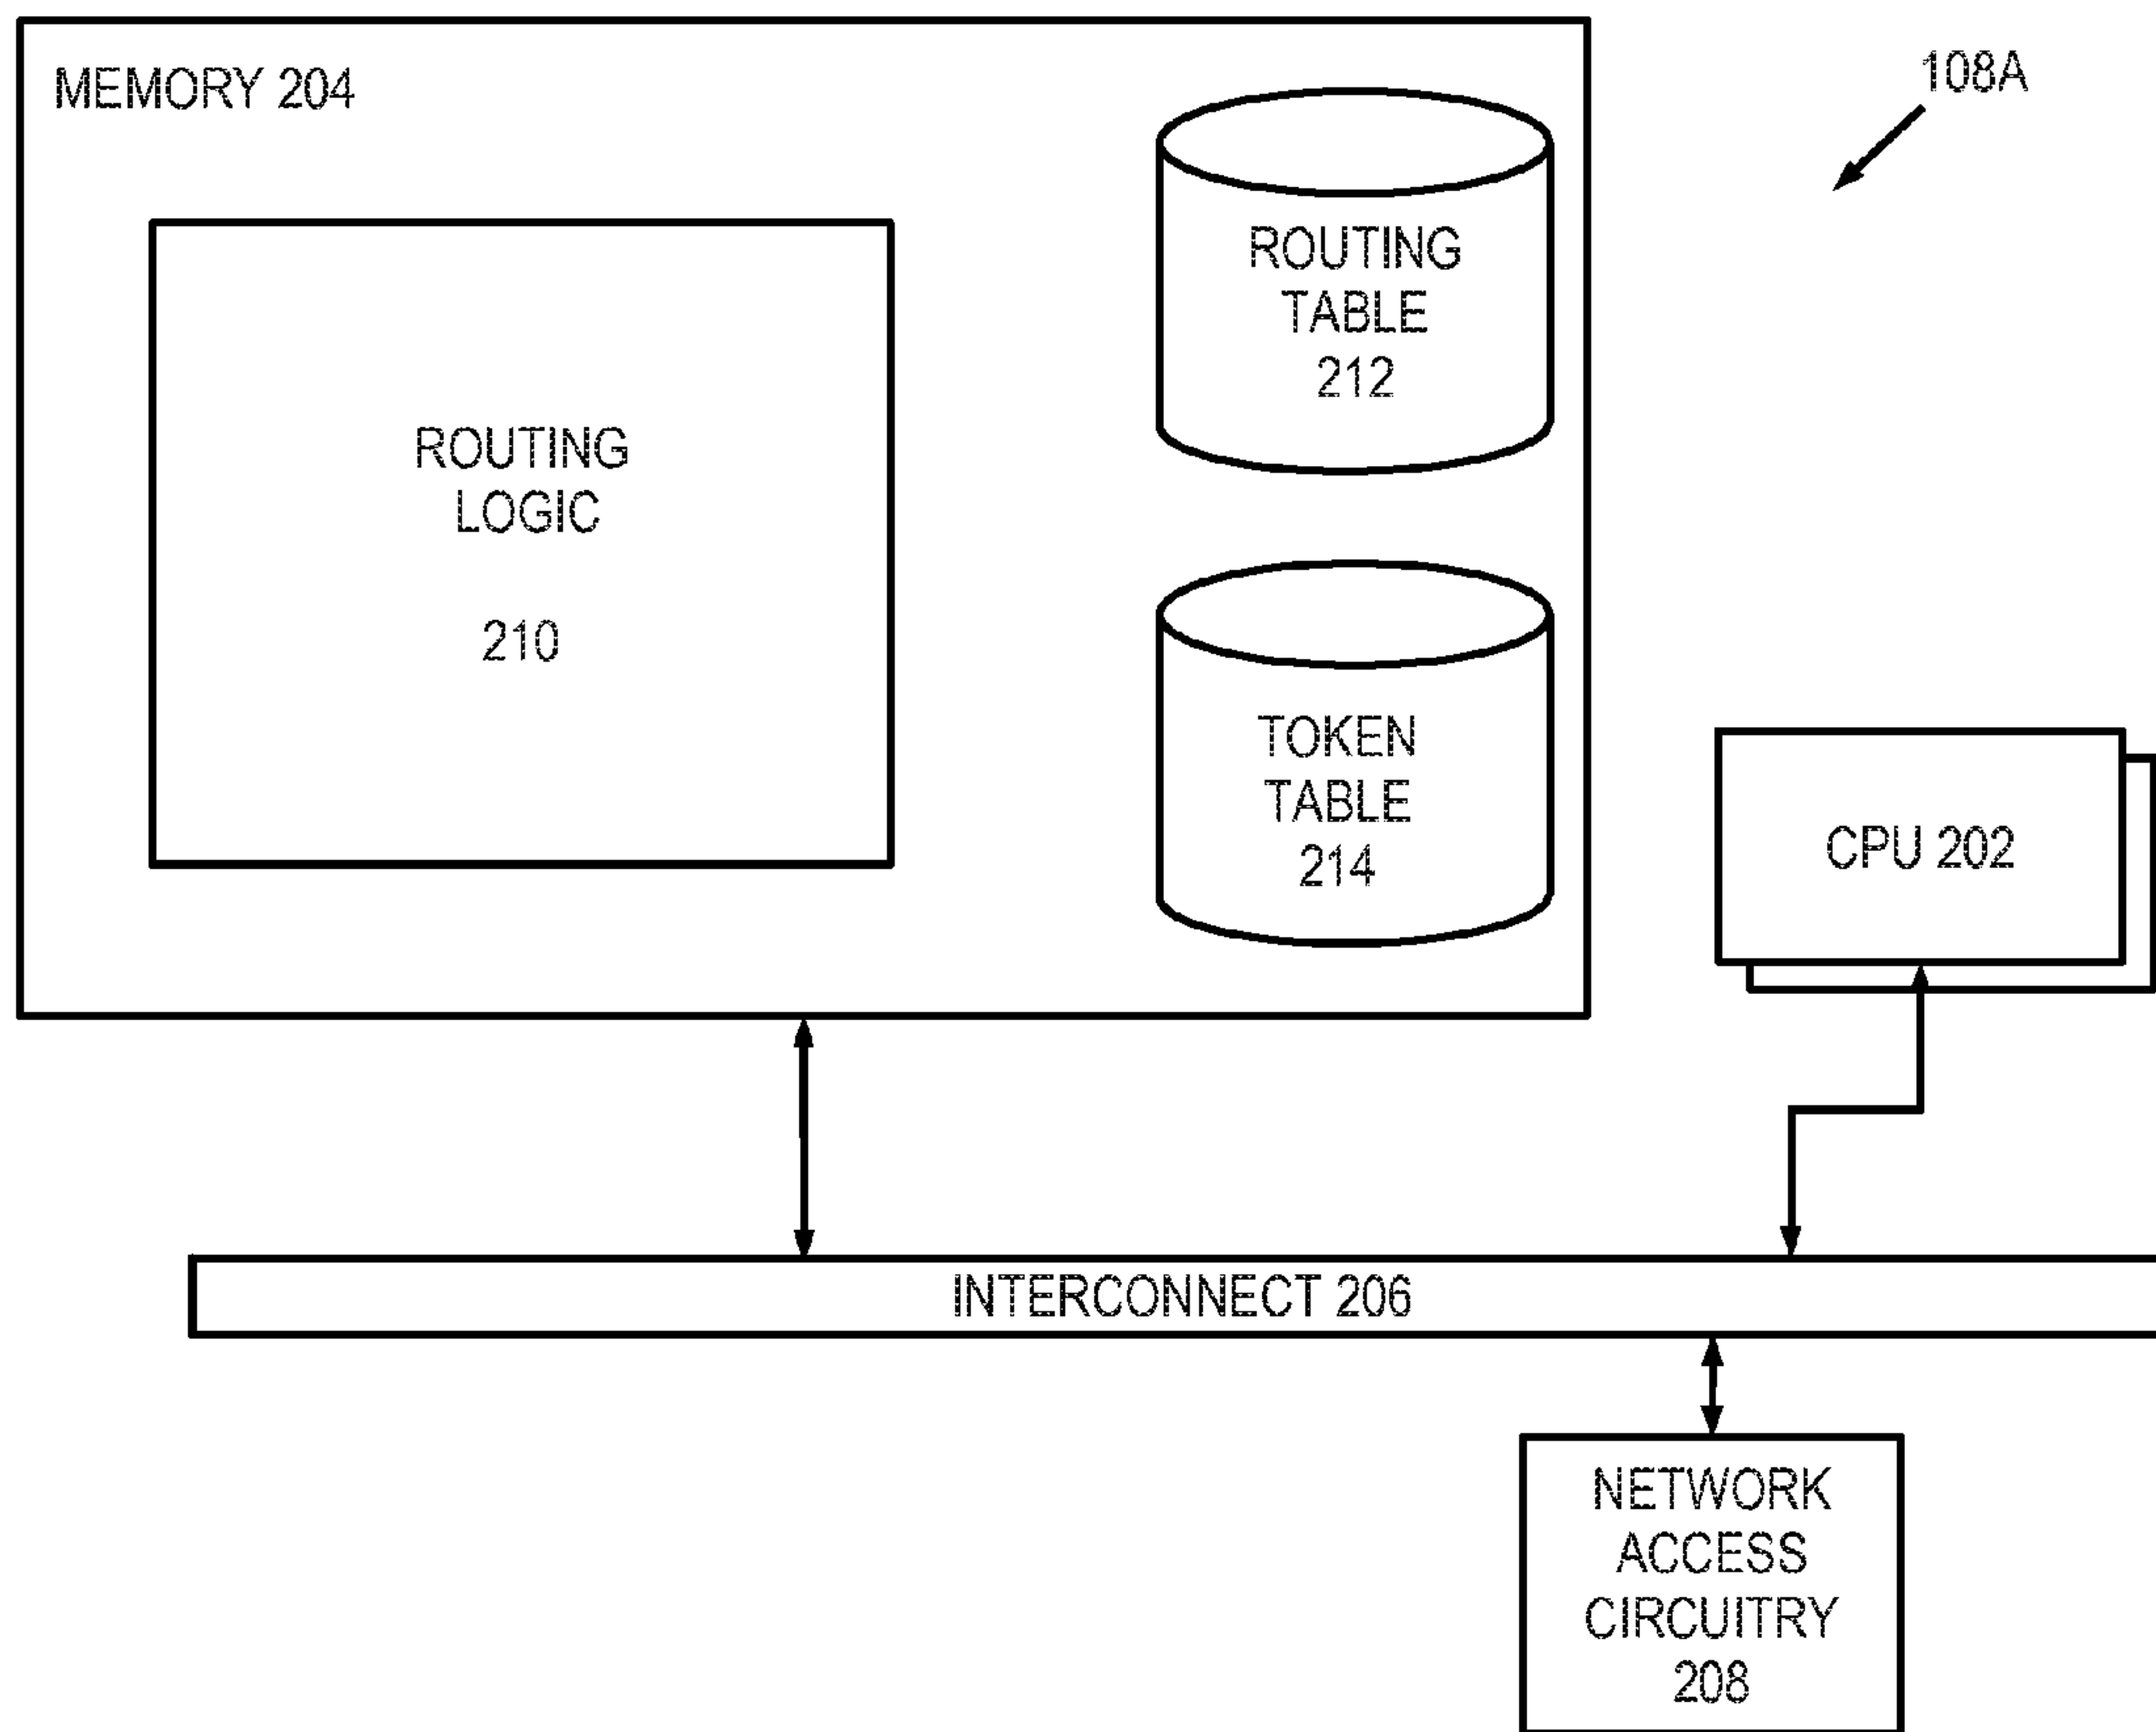 MEMORY 204
108A
ROUTING
TABLE
212
ROUTING
LOGIC
210
TOKEN
TABLE
214
CPU 202
INTERCONNECT 206
NETWORK
ACCESS
CIRCUITRY
208